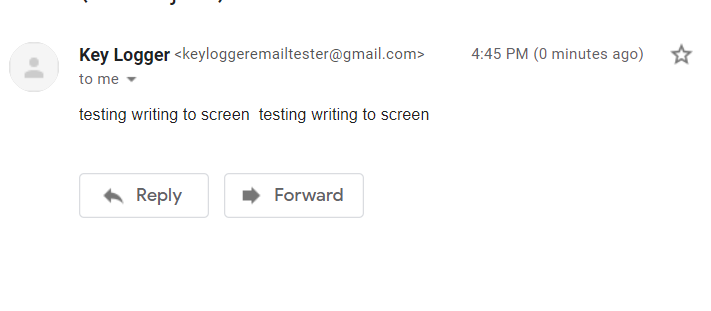 Key Logger <keyloggeremailtester@gmail.com> 4:45 PM (0 minutes ago)
to me
testing writing to screen  testing writing to screen
Reply Forward